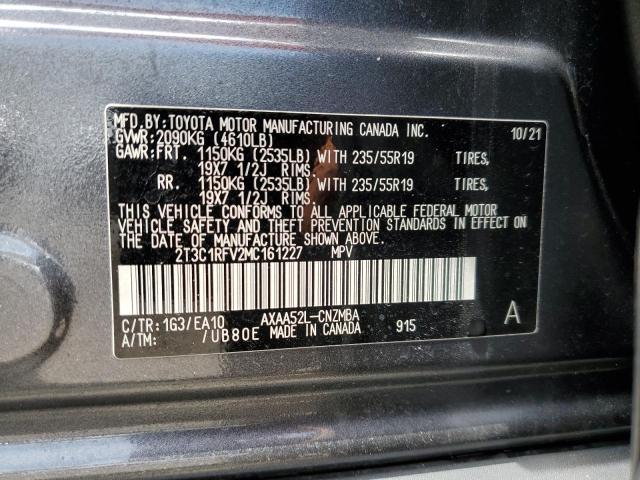 MFD.BY:TOYOTA MOTOR MANUFACTURING CANADA INC. 10/21
GVWR:2090KG (4610LB)
GAWR:FRT. 1150KG (2535LB) WITH 235/55R19 TIRES,
19X7 1/2J RIMS.
RR. 1150KG (2535LB) WITH 235/55R19 TIRES,
19X7 1/2J RIMS.
THIS VEHICLE CONFORMS TO ALL APPLICABLE FEDERAL MOTOR
VEHICLE SAFETY AND THEFT PREVENTION STANDARDS IN EFFECT ON
THE DATE OF MANUFACTURE SHOWN ABOVE.
2T3C1RFV2MC161227 MPV
C/TR:1G3/EA10 AXAA52L-CNZMBA A
A/TM: /UB80E MADE IN CANADA 915